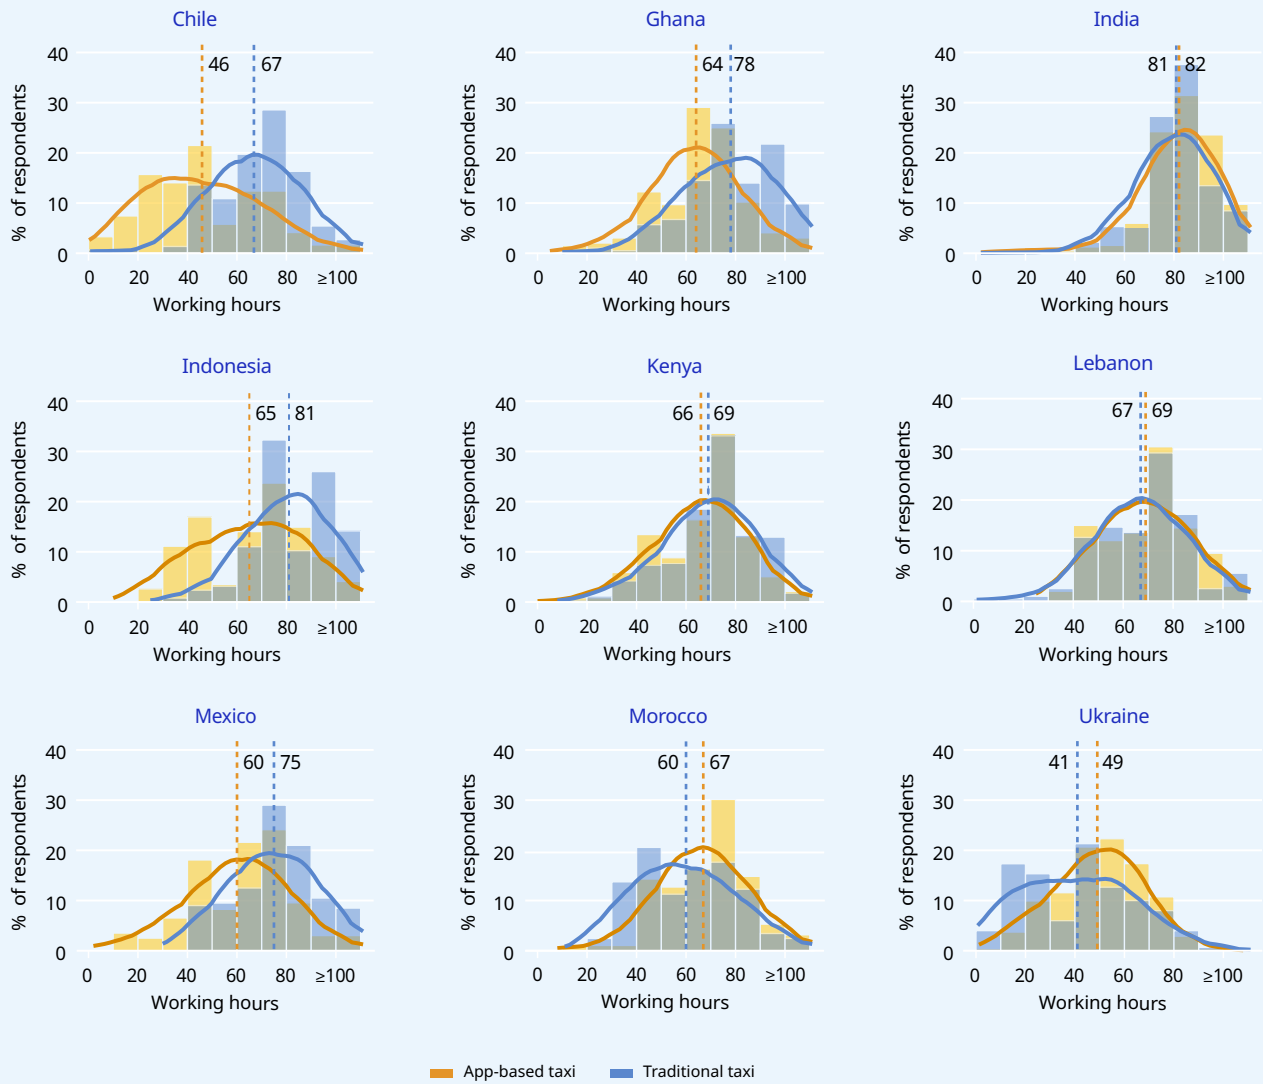 Chile
Ghana
India
40
30
20
10
0
46
67
0 20 40 60 80 ≥100
Working hours
% of respondents
40
30
20
10
0
64
78
0 20 40 60 80 ≥100
Working hours
% of respondents
40
30
20
10
0
81
82
0 20 40 60 80 ≥100
Working hours
% of respondents
Indonesia
Kenya
Lebanon
40
30
20
10
0
65
81
0 20 40 60 80 ≥100
Working hours
% of respondents
40
30
20
10
0
66
69
0 20 40 60 80 ≥100
Working hours
% of respondents
40
30
20
10
0
67
69
0 20 40 60 80 ≥100
Working hours
% of respondents
Mexico
Morocco
Ukraine
40
30
20
10
0
60
75
0 20 40 60 80 ≥100
Working hours
% of respondents
40
30
20
10
0
60
67
0 20 40 60 80 ≥100
Working hours
% of respondents
40
30
20
10
0
41
49
0 20 40 60 80 ≥100
Working hours
% of respondents
App-based taxi
Traditional taxi